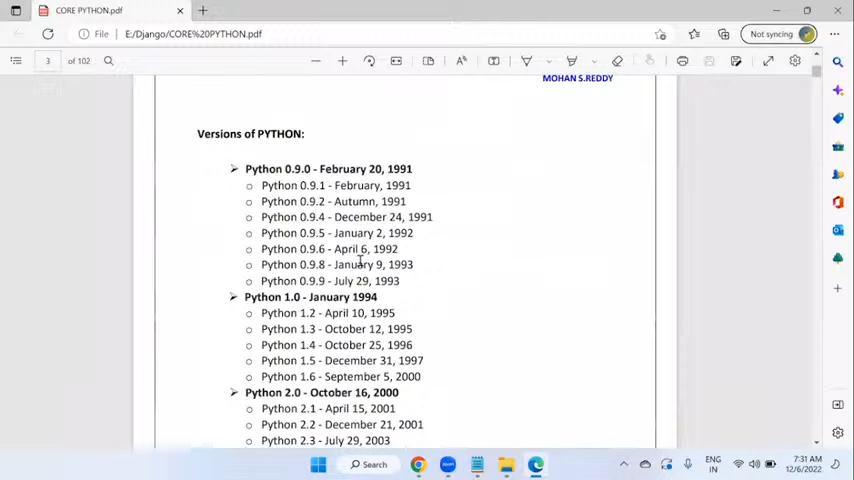 CORE PYTHON.pdf
File
E:/Django/CORE%20PYTHON.pdf
Not syncing
3
of 102
MOHAN S.REDDY
Versions of PYTHON:
➢ Python 0.9.0 - February 20, 1991
o Python 0.9.1 - February, 1991
o Python 0.9.2 - Autumn, 1991
o Python 0.9.4 - December 24, 1991
o Python 0.9.5 - January 2, 1992
o Python 0.9.6 - April 6, 1992
o Python 0.9.8 - January 9, 1993
o Python 0.9.9 - July 29, 1993
➢ Python 1.0 - January 1994
o Python 1.2 - April 10, 1995
o Python 1.3 - October 12, 1995
o Python 1.4 - October 25, 1996
o Python 1.5 - December 31, 1997
o Python 1.6 - September 5, 2000
➢ Python 2.0 - October 16, 2000
o Python 2.1 - April 15, 2001
o Python 2.2 - December 21, 2001
o Python 2.3 - July 29, 2003
Search
ENG
IN
7:31 AM
12/6/2022